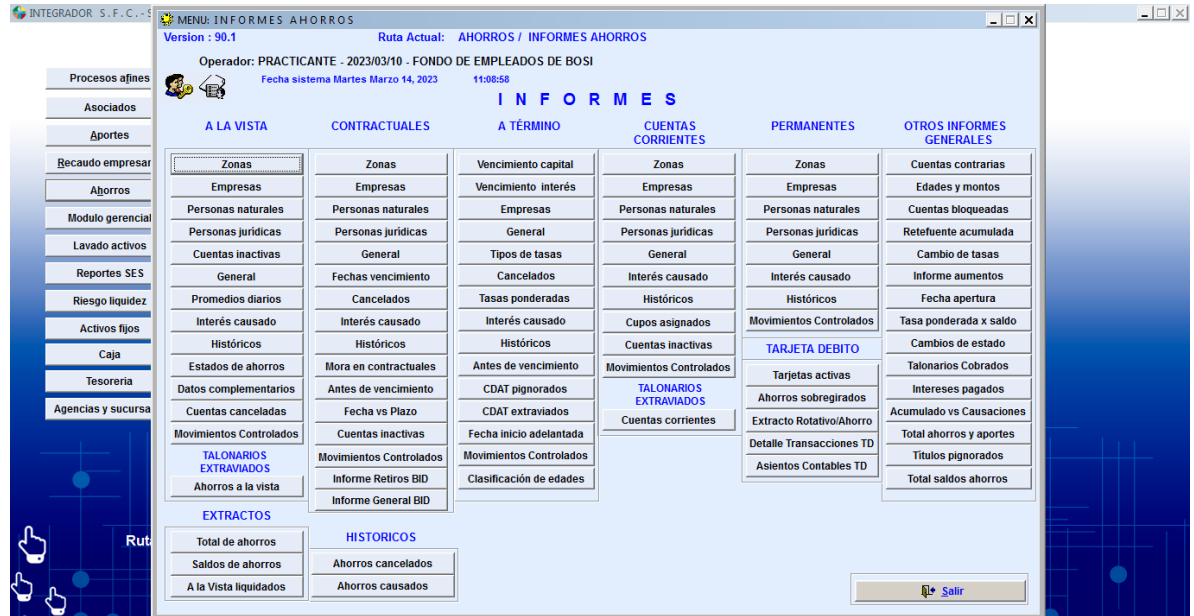 INTEGRADOR S.F.C.-S
MENU: INFORMES AHORROS
Version : 90.1
Ruta Actual: AHORROS / INFORMES AHORROS
Operador: PRACTICANTE - 2023/03/10 - FONDO DE EMPLEADOS DE BOSI
Fecha sistema Martes Marzo 14, 2023 11:08:58
INFORMES
Procesos afines
Asociados
Aportes
Recaudo empresar
Ahorros
Modulo gerencial
Lavado activos
Reportes SES
Riesgo liquidez
Activos fijos
Caja
Tesoreria
Agencias y sucursa
Ruta
A LA VISTA
Zonas
Empresas
Personas naturales
Personas juridicas
Cuentas inactivas
General
Promedios diarios
Interés causado
Históricos
Estados de ahorros
Datos complementarios
Cuentas canceladas
Movimientos Controlados
TALONARIOS
EXTRAVIADOS
Ahorros a la vista
EXTRACTOS
Total de ahorros
Saldos de ahorros
A la Vista liquidados
CONTRACTUALES
Zonas
Empresas
Personas naturales
Personas juridicas
General
Fechas vencimiento
Cancelados
Interés causado
Históricos
Mora en contractuales
Antes de vencimiento
Fecha vs Plazo
Cuentas inactivas
Movimientos Controlados
Informe Retiros BID
Informe General BID
HISTORICOS
Ahorros cancelados
Ahorros causados
A TÉRMINO
Vencimiento capital
Vencimiento interés
Empresas
General
Tipos de tasas
Cancelados
Tasas ponderadas
Interés causado
Históricos
Antes de vencimiento
CDAT pignorados
CDAT extraviados
Fecha inicio adelantada
Movimientos Controlados
Clasificación de edades
CUENTAS
CORRIENTES
Zonas
Empresas
Personas naturales
Personas juridicas
General
Interés causado
Históricos
Cupos asignados
Cuentas inactivas
Movimientos Controlados
TALONARIOS
EXTRAVIADOS
Cuentas corrientes
PERMANENTES
Zonas
Empresas
Personas naturales
Personas juridicas
General
Interés causado
Históricos
Movimientos Controlados
TARJETA DEBITO
Tarjetas activas
Ahorros sobregirados
Extracto Rotativo/Ahorro
Detalle Transacciones TD
Asientos Contables TD
OTROS INFORMES
GENERALES
Cuentas contrarias
Edades y montos
Cuentas bloqueadas
Retefuente acumulada
Cambio de tasas
Informe aumentos
Fecha apertura
Tasa ponderada x saldo
Cambios de estado
Talonarios Cobrados
Intereses pagados
Acumulado vs Causaciones
Total ahorros y aportes
Títulos pignorados
Total saldos ahorros
Salir